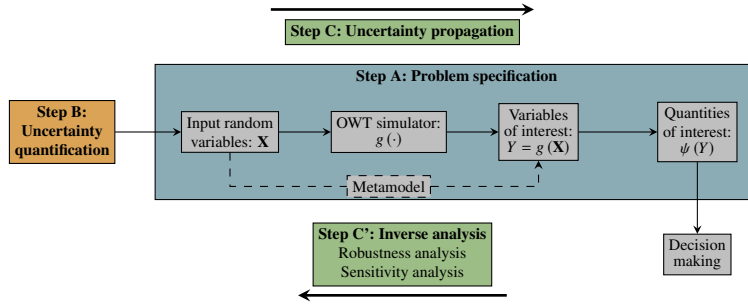 Step C: Uncertainty propagation
Step A: Problem specification
Step B:
Uncertainty
quantification
Input random
variables: X
OWT simulator:
g (·)
Variables
of interest:
Y = g (X)
Quantities
of interest:
ψ (Y)
Metamodel
Step C’: Inverse analysis
Robustness analysis
Sensitivity analysis
Decision
making